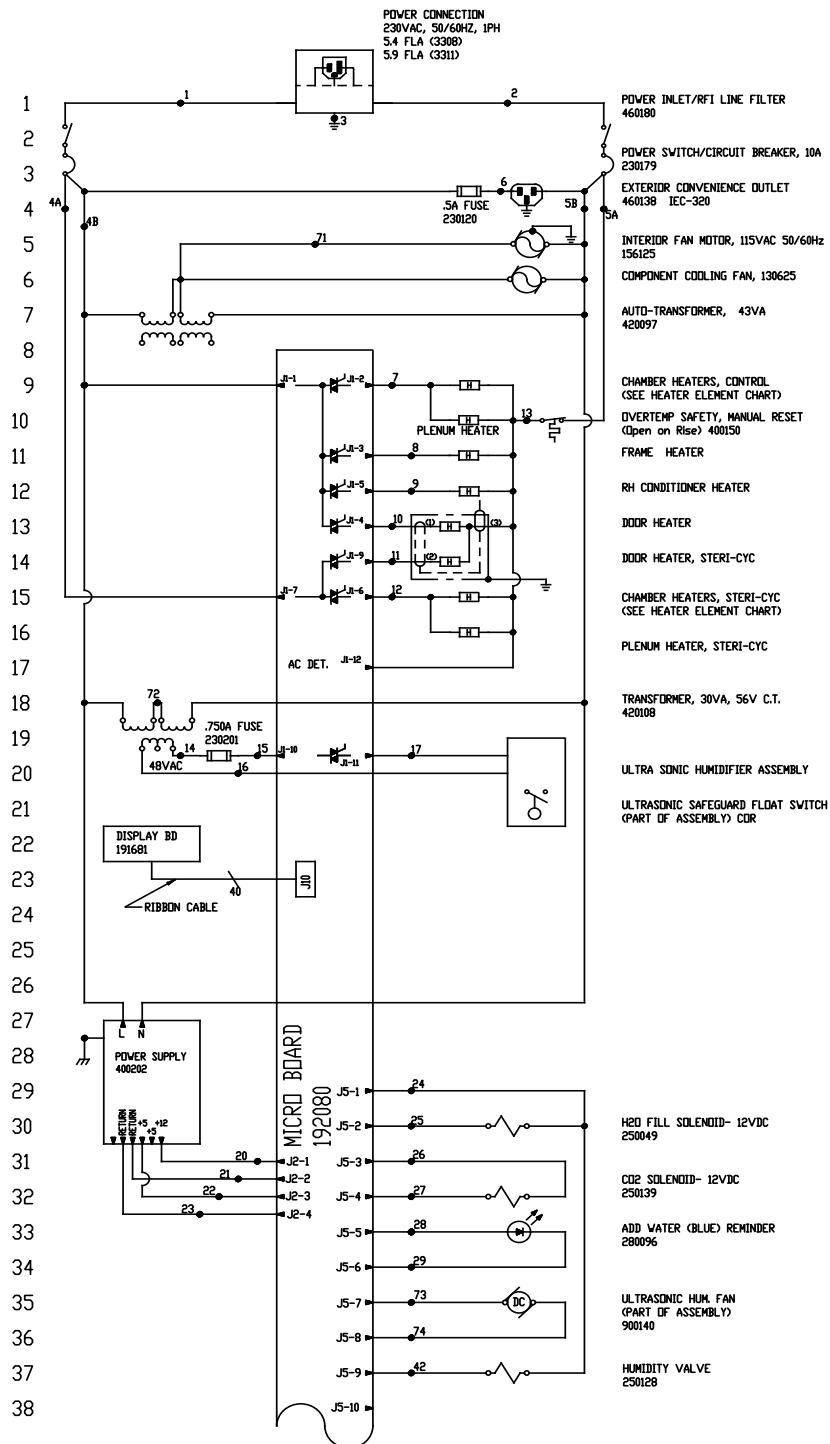 POWER CONNECTION
230VAC, 50/60HZ, 1PH
5.4 FLA (3308)
5.9 FLA (3311)
1
1
2
POWER INLET/RFI LINE FILTER
460180
3
2
POWER SWITCH/CIRCUIT BREAKER, 10A
230179
3
6
EXTERIOR CONVENIENCE OUTLET
460138 IEC-320
4
4A
4B
.5A FUSE
230120
5B
5A
5
71
INTERIOR FAN MOTOR, 115VAC 50/60Hz
156125
6
COMPONENT COOLING FAN, 130625
7
AUTO-TRANSFORMER, 43VA
420097
8
9
J1-1
J1-2
7
CHAMBER HEATERS, CONTROL
(SEE HEATER ELEMENT CHART)
10
H
H
PLENUM HEATER
13
OVERTEMP SAFETY, MANUAL RESET
(Open on Rise) 400150
11
J1-3
8
H
FRAME HEATER
12
J1-5
9
H
RH CONDITIONER HEATER
13
J1-4
10
(1)
H
(3)
DOOR HEATER
14
J1-9
11
(2)
H
DOOR HEATER, STERI-CYC
15
J1-7
J1-6
12
H
CHAMBER HEATERS, STERI-CYC
(SEE HEATER ELEMENT CHART)
16
H
PLENUM HEATER, STERI-CYC
17
AC DET.
J1-12
18
72
TRANSFORMER, 30VA, 56V C.T.
420108
19
.750A FUSE
230201
14
15
J1-10
J1-11
17
20
48VAC
16
ULTRA SONIC HUMIDIFIER ASSEMBLY
21
ULTRASONIC SAFEGUARD FLOAT SWITCH
(PART OF ASSEMBLY) COR
22
DISPLAY BD
191681
23
J10
40
RIBBON CABLE
24
25
26
27
L N
28
POWER SUPPLY
400202
MICRO BOARD
192080
29
J5-1
24
30
RETURN
RETURN
+5
+5
+12
J5-2
25
H2O FILL SOLENOID- 12VDC
250049
31
20
J2-1
J5-3
26
21
J2-2
32
22
J2-3
J5-4
27
CO2 SOLENOID- 12VDC
250139
23
J2-4
33
J5-5
28
ADD WATER (BLUE) REMINDER
280096
34
J5-6
29
35
J5-7
73
DC
ULTRASONIC HUM. FAN
(PART OF ASSEMBLY)
900140
36
J5-8
74
37
J5-9
42
HUMIDITY VALVE
250128
38
J5-10